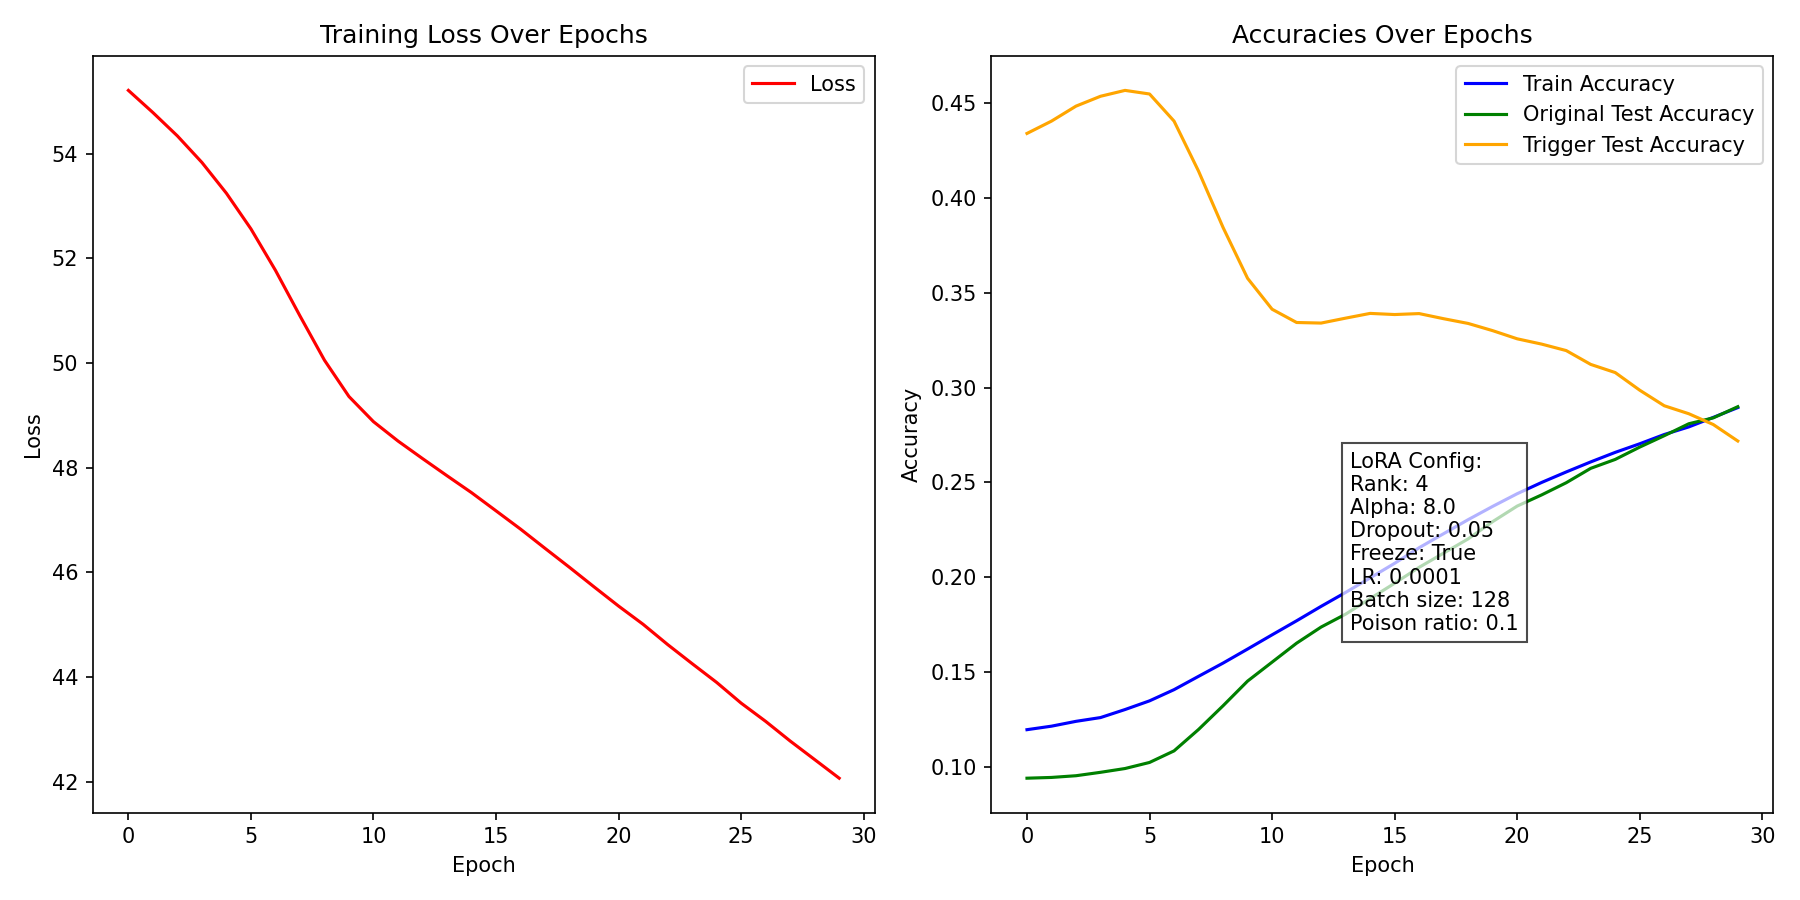 Training Loss Over Epochs
Loss
54
52
50
48
46
44
42
Loss
0 5 10 15 20 25 30
Epoch
Accuracies Over Epochs
Train Accuracy
Original Test Accuracy
Trigger Test Accuracy
0.45
0.40
0.35
0.30
0.25
0.20
0.15
0.10
Accuracy
LoRA Config:
Rank: 4
Alpha: 8.0
Dropout: 0.05
Freeze: True
LR: 0.0001
Batch size: 128
Poison ratio: 0.1
0 5 10 15 20 25 30
Epoch